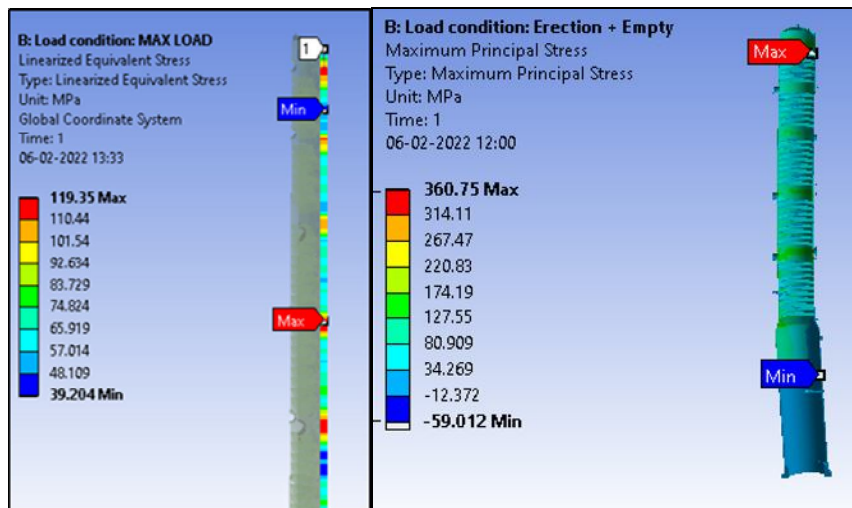 B: Load condition: MAX LOAD
Linearized Equivalent Stress
Type: Linearized Equivalent Stress
Unit: MPa
Global Coordinate System
Time: 1
06-02-2022 13:33
119.35 Max
110.44
101.54
92.634
83.729
74.824
65.919
57.014
48.109
39.204 Min
1
Min
Max
B: Load condition: Erection + Empty
Maximum Principal Stress
Type: Maximum Principal Stress
Unit: MPa
Time: 1
06-02-2022 12:00
360.75 Max
314.11
267.47
220.83
174.19
127.55
80.909
34.269
-12.372
-59.012 Min
Max
Min